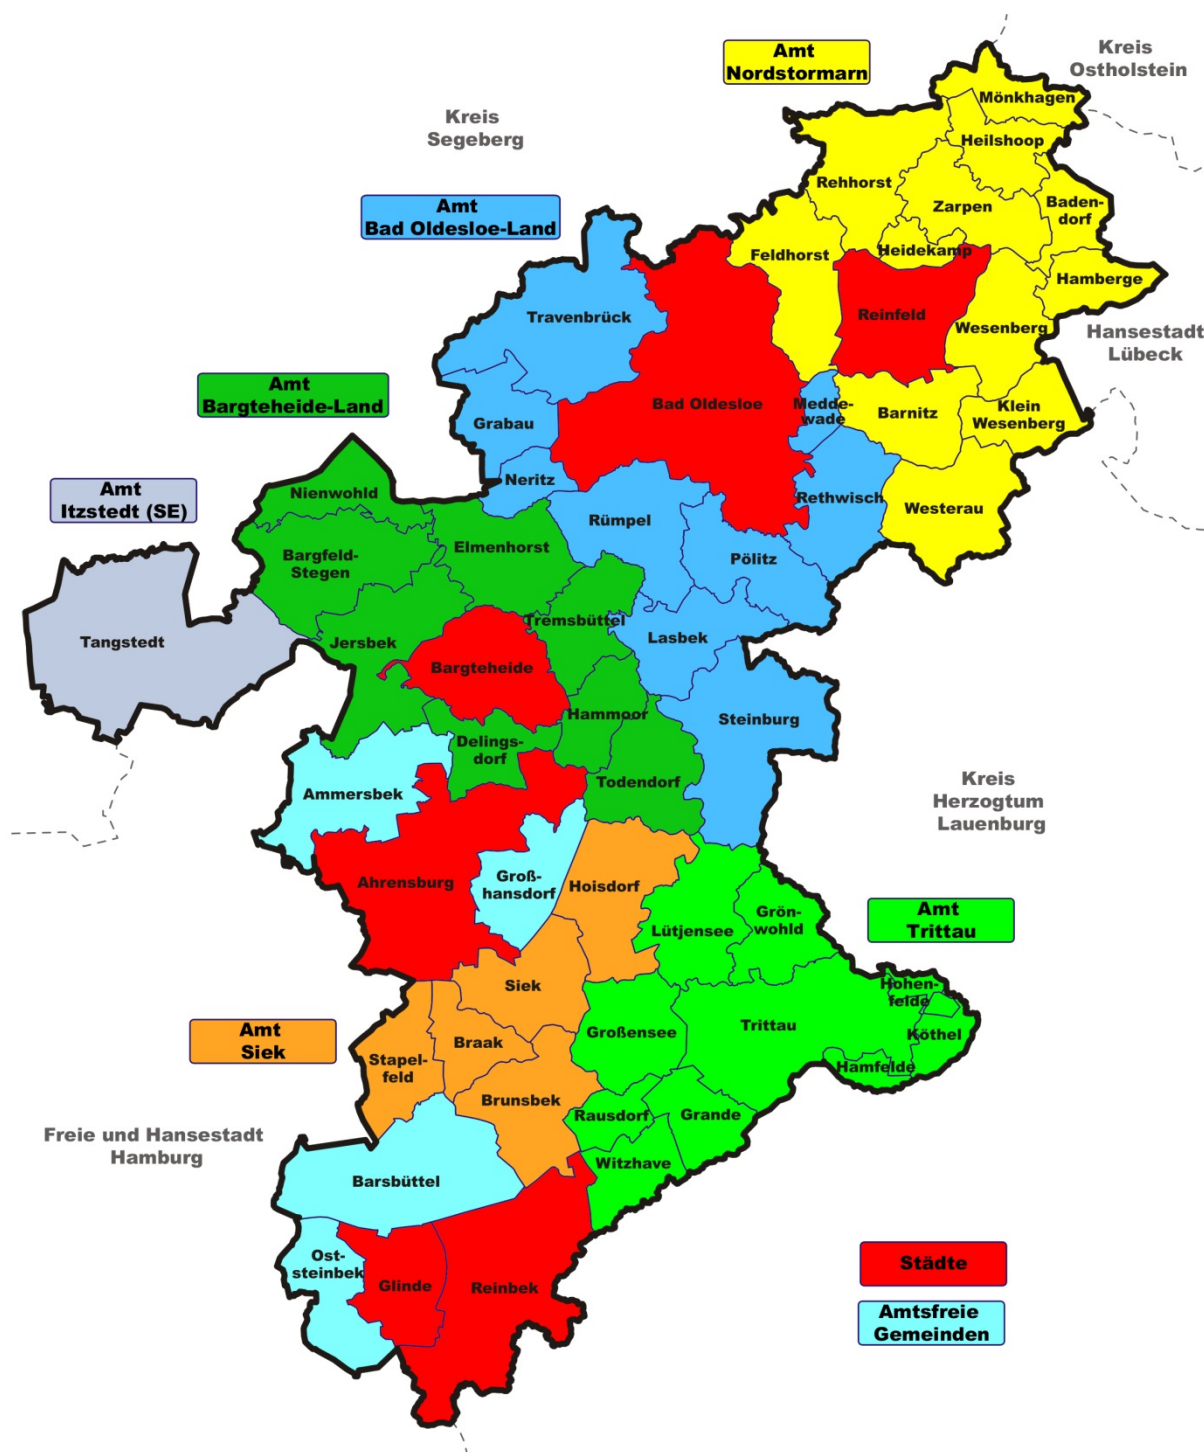 Kreis
Ostholstein
Amt
Nordstormarn
Mönkhagen
Kreis
Segeberg
Heilshoop
Rehhorst
Baden-
dorf
Zarpen
Amt
Bad Oldesloe-Land
Feldhorst
Heidekamp
Hamberge
Travenbrück
Reinfeld
Wesenberg
Hansestadt
Lübeck
Amt
Bargteheide-Land
Bad Oldesloe
Medde-
wade
Barnitz
Klein
Wesenberg
Grabau
Neritz
Nienwohld
Amt
Itzstedt (SE)
Rethwisch
Westerau
Rümpel
Elmenhorst
Bargfeld-
Stegen
Pölitz
Tremsbüttel
Tangstedt
Jersbek
Lasbek
Bargteheide
Hammoor
Steinburg
Delingsdorf-
dorf
Todendorf
Kreis
Herzogtum
Lauenburg
Ammersbek
Ahrensburg
Groß-
hansdorf
Hoisdorf
Lütjensee
Grön-
wohld
Amt
Trittau
Siek
Hohen-
felde
Amt
Siek
Braak
Großensee
Trittau
Köthel
Stapel-
feld
Hamfelde
Brunsbek
Rausdorf
Grande
Freie und Hansestadt
Hamburg
Witzhave
Barsbüttel
Ost-
steinbek
Glinde
Reinbek
Städte
Amtsfreie
Gemeinden